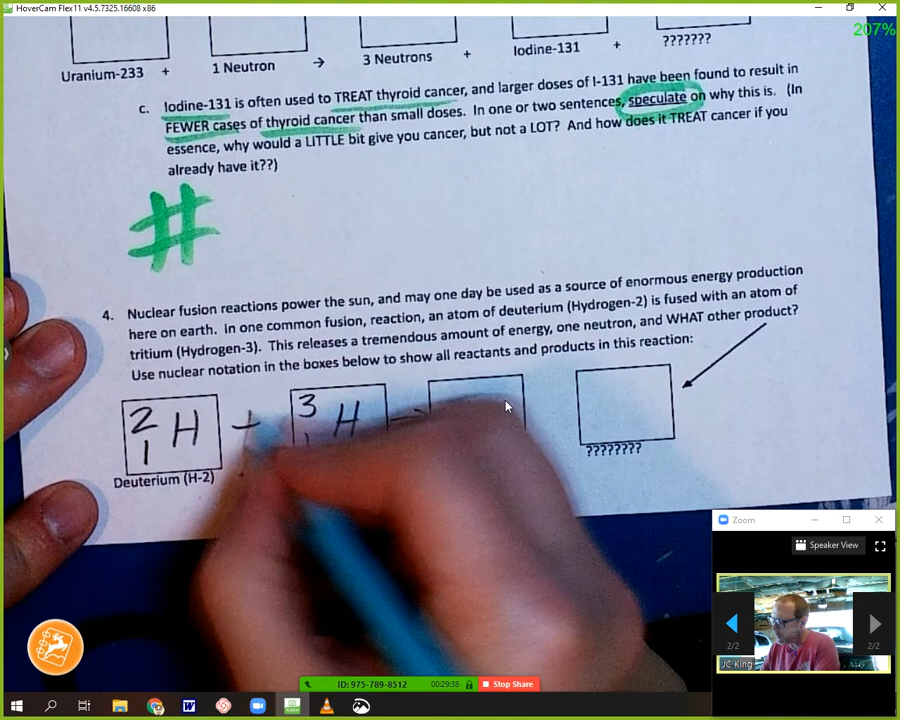 HoverCam Flex11 v4.5.7325.16608 x86
207%
Uranium-233 + 1 Neutron → 3 Neutrons + Iodine-131 + ???????
c. Iodine-131 is often used to TREAT thyroid cancer, and larger doses of I-131 have been found to result in
FEWER cases of thyroid cancer than small doses. In one or two sentences, speculate on why this is. (In
essence, why would a LITTLE bit give you cancer, but not a LOT? And how does it TREAT cancer if you
already have it??)
#
4. Nuclear fusion reactions power the sun, and may one day be used as a source of enormous energy production
here on earth. In one common fusion, reaction, an atom of deuterium (Hydrogen-2) is fused with an atom of
tritium (Hydrogen-3). This releases a tremendous amount of energy, one neutron, and WHAT other product?
Use nuclear notation in the boxes below to show all reactants and products in this reaction:
2 1 H + 3 1 H →
Deuterium (H-2)
????????
Zoom
Speaker View
2/2
2/2
JC King
ID: 975-789-8512 00:29:38 Stop Share